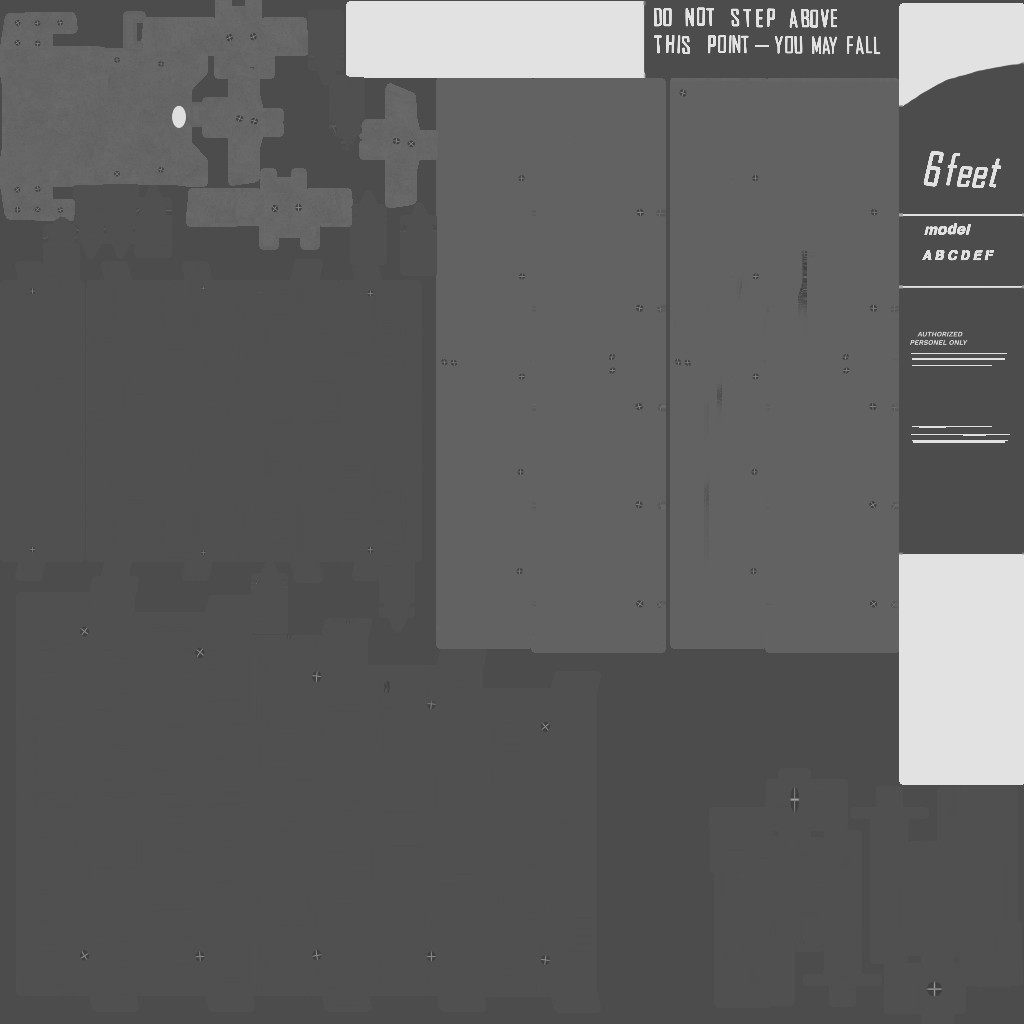 DO NOT STEP ABOVE
THIS POINT – YOU MAY FALL
6feet
model
ABCDEF
AUTHORIZED
PERSONEL ONLY